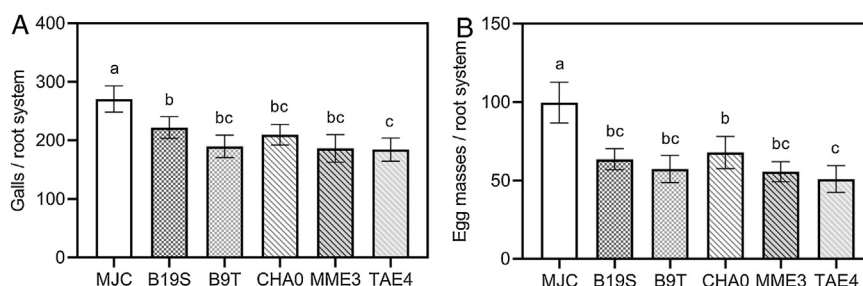 A
Galls / root system
400
300
200
100
0
a
b
bc
bc
bc
c
MJC B19S B9T CHA0 MME3 TAE4
B
Egg masses / root system
150
100
50
0
a
bc
bc
b
bc
c
MJC B19S B9T CHA0 MME3 TAE4